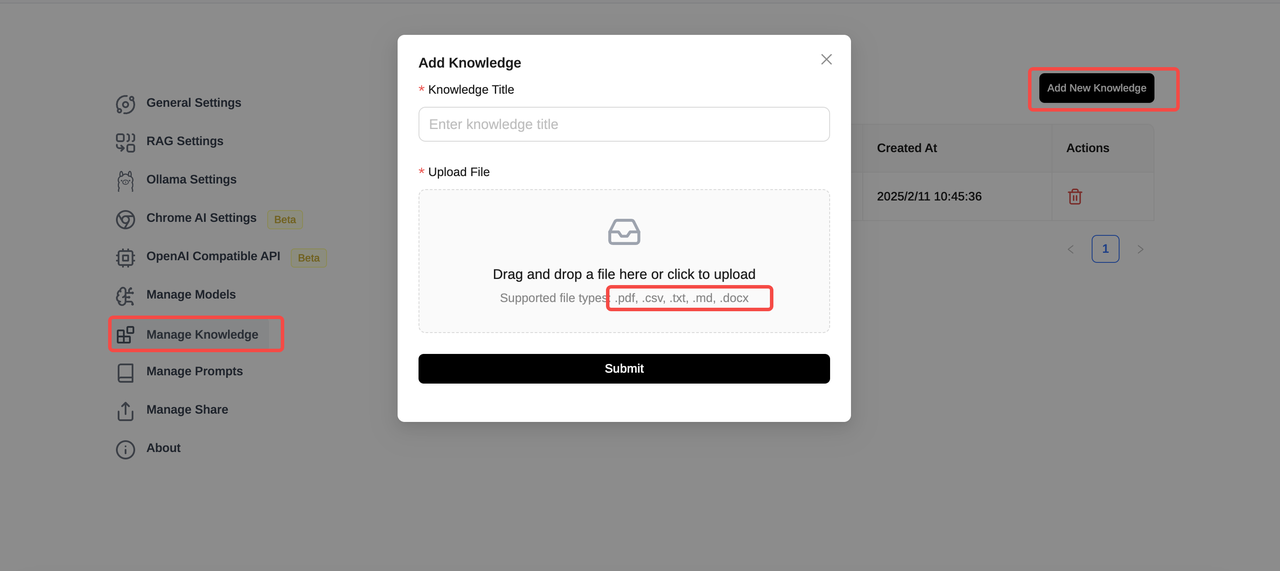 General Settings
RAG Settings
Ollama Settings
Chrome AI Settings Beta
OpenAI Compatible API Beta
Manage Models
Manage Knowledge
Manage Prompts
Manage Share
About
Add Knowledge
* Knowledge Title
Enter knowledge title
* Upload File
Drag and drop a file here or click to upload
Supported file types: .pdf, .csv, .txt, .md, .docx
Submit
Add New Knowledge
Created At Actions
2025/2/11 10:45:36
1